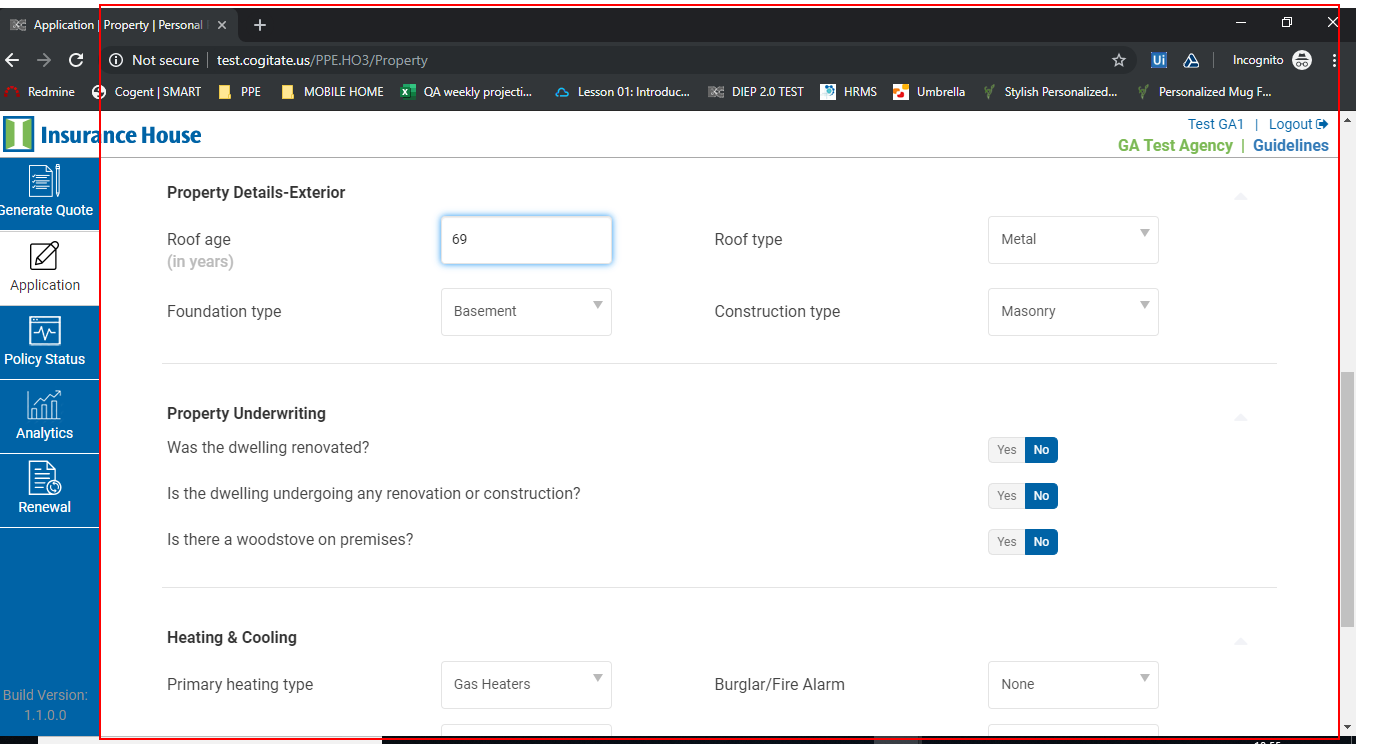 Application | Property | Personal
Not secure | test.cogitate.us/PPE.HO3/Property
Incognito
Redmine Cogent | SMART PPE MOBILE HOME QA weekly projecti... Lesson 01: Introduc... DIEP 2.0 TEST HRMS Umbrella Stylish Personalized... Personalized Mug F...
Insurance House
Test GA1 | Logout
GA Test Agency | Guidelines
Generate Quote
Application
Policy Status
Analytics
Renewal
Build Version:
1.1.0.0
Property Details-Exterior
Roof age
(in years)
69
Roof type
Metal
Foundation type
Basement
Construction type
Masonry
Property Underwriting
Was the dwelling renovated?
Yes No
Is the dwelling undergoing any renovation or construction?
Yes No
Is there a woodstove on premises?
Yes No
Heating & Cooling
Primary heating type
Gas Heaters
Burglar/Fire Alarm
None